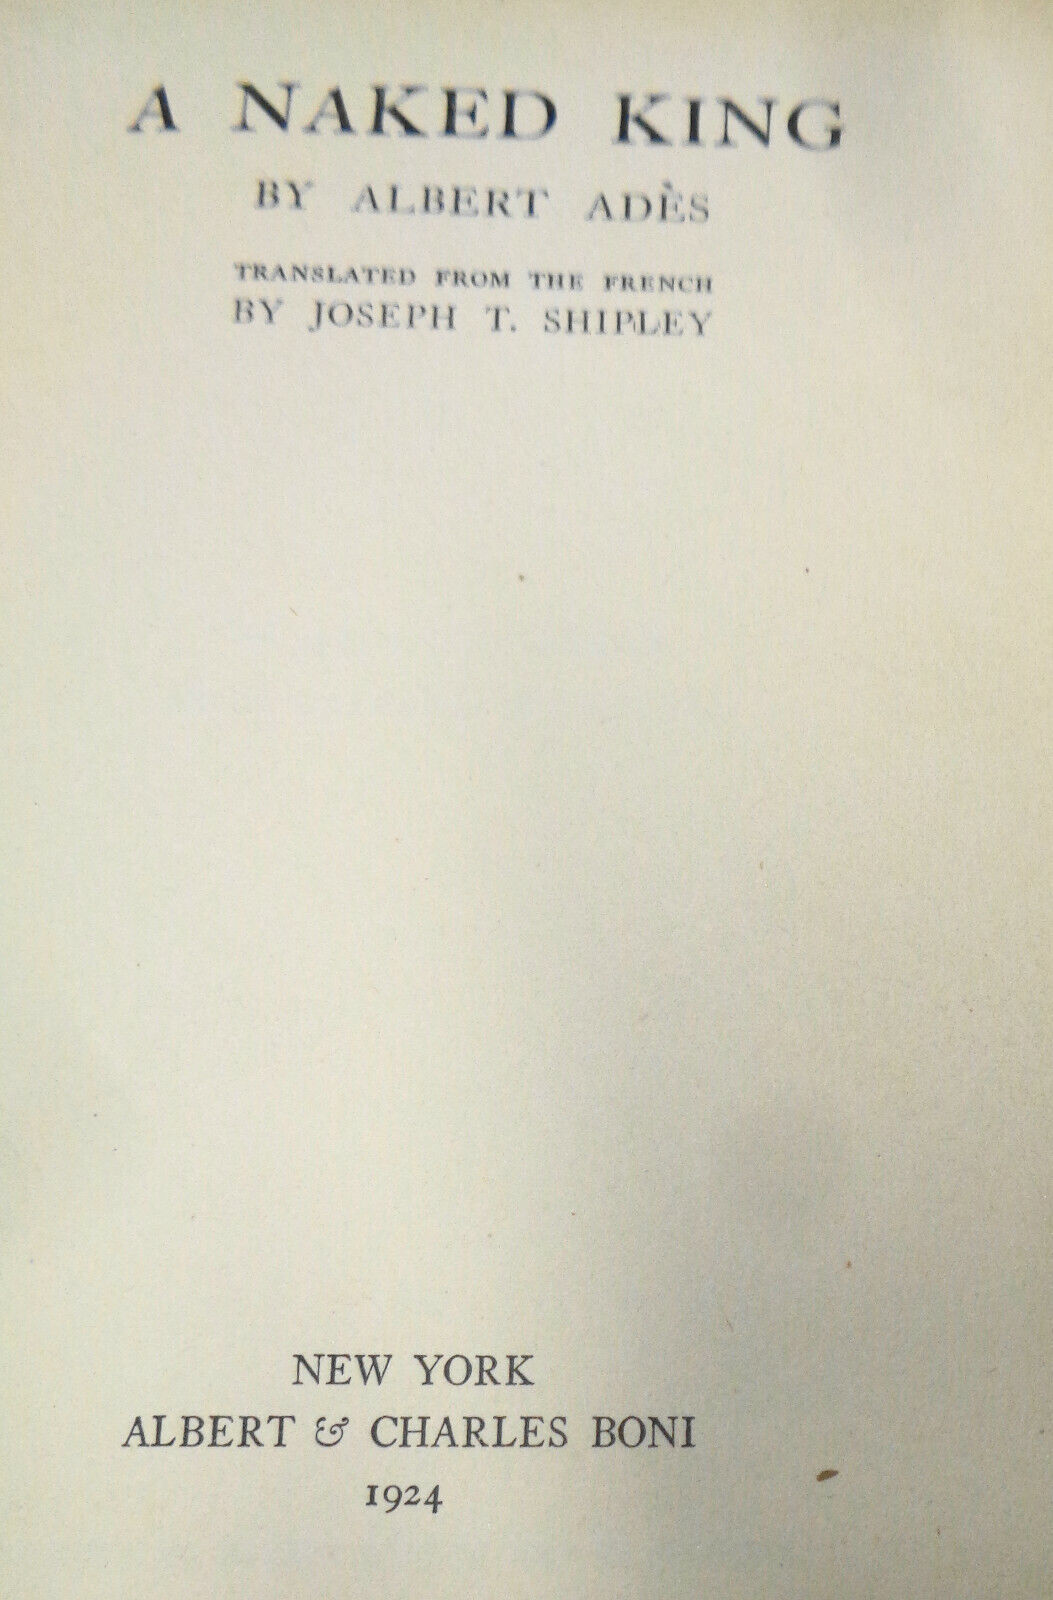 A NAKED KING
BY ALBERT ADÈS
TRANSLATED FROM THE FRENCH
BY JOSEPH T. SHIPLEY
NEW YORK
ALBERT & CHARLES BONI
1924